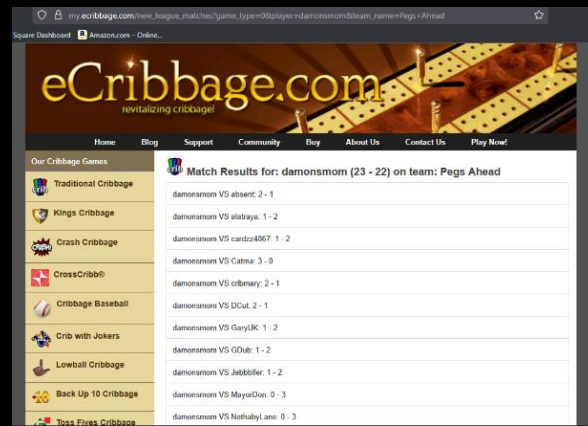 my.ecribbage.com/new_league_matches?game_type=0&player=damonsmom&team_name=Pegs+Ahead
Square Dashboard
Amazon.com – Online...
eCribbage.com
revitalizing cribbage!
Home Blog Support Community Buy About Us Contact Us Play Now!
Our Cribbage Games
Traditional Cribbage
Kings Cribbage
Crash Cribbage
CrossCribb®
Cribbage Baseball
Crib with Jokers
Lowball Cribbage
Back Up 10 Cribbage
Toss Fives Cribbage
Match Results for: damonsmom (23 - 22) on team: Pegs Ahead
damonsmom VS absent: 2 - 1
damonsmom VS alatraya: 1 - 2
damonsmom VS cardzz4867: 1 - 2
damonsmom VS Catma: 3 - 0
damonsmom VS cribmary: 2 - 1
damonsmom VS DCut: 2 - 1
damonsmom VS GaryUK: 1 - 2
damonsmom VS GDub: 1 - 2
damonsmom VS Jebbblfer: 1 - 2
damonsmom VS MayorDon: 0 - 3
damonsmom VS NethabyLane: 0 - 3